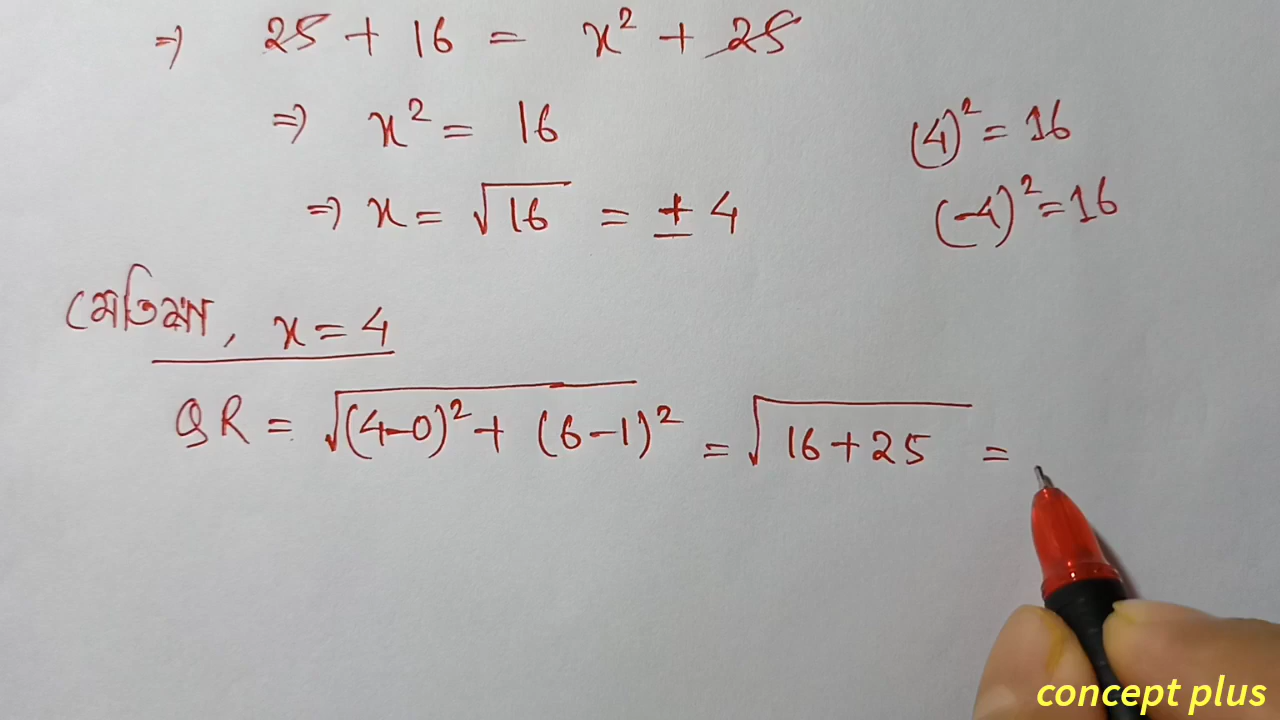 ⇒ 25 + 16 = x² + 25
⇒ x² = 16
(4)² = 16
⇒ x = √16 = ± 4
(-4)² = 16
তেতিয়া, x = 4
QR = √(4-0)² + (6-1)² = √16+25 =
concept plus